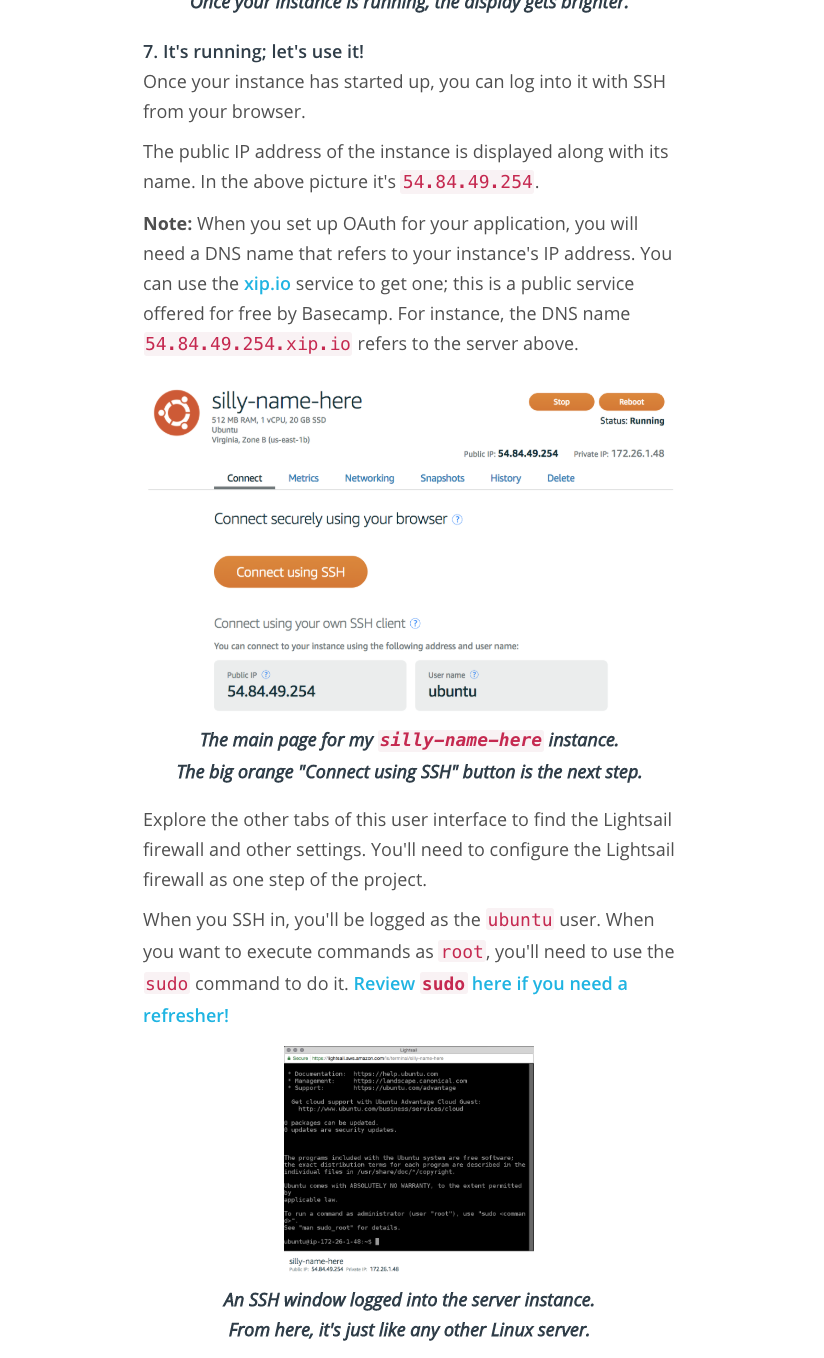 Once your instance is running, the display gets brighter.
7. It's running; let's use it!
Once your instance has started up, you can log into it with SSH
from your browser.
The public IP address of the instance is displayed along with its
name. In the above picture it's 54.84.49.254.
Note: When you set up OAuth for your application, you will
need a DNS name that refers to your instance's IP address. You
can use the xip.io service to get one; this is a public service
offered for free by Basecamp. For instance, the DNS name
54.84.49.254.xip.io refers to the server above.
silly-name-here
Stop Reboot
512 MB RAM, 1 vCPU, 20 GB SSD
Status: Running
Ubuntu
Virginia, Zone B (us-east-1b)
Public IP: 54.84.49.254 Private IP: 172.26.1.48
Connect Metrics Networking Snapshots History Delete
Connect securely using your browser ?
Connect using SSH
Connect using your own SSH client ?
You can connect to your instance using the following address and user name:
Public IP ? User name ?
54.84.49.254 ubuntu
The main page for my silly-name-here instance.
The big orange "Connect using SSH" button is the next step.
Explore the other tabs of this user interface to find the Lightsail
firewall and other settings. You'll need to configure the Lightsail
firewall as one step of the project.
When you SSH in, you'll be logged as the ubuntu user. When
you want to execute commands as root, you'll need to use the
sudo command to do it. Review sudo here if you need a
refresher!
Lightsail
Secure https://lightsail.aws.amazon.com/ls/terminal/silly-name-here
* Documentation: https://help.ubuntu.com
* Management: https://landscape.canonical.com
* Support: https://ubuntu.com/advantage
Get cloud support with Ubuntu Advantage Cloud Guest:
http://www.ubuntu.com/business/services/cloud
0 packages can be updated.
0 updates are security updates.
The programs included with the Ubuntu system are free software;
the exact distribution terms for each program are described in the
individual files in /usr/share/doc/*/copyright.
Ubuntu comes with ABSOLUTELY NO WARRANTY, to the extent permitted
by
applicable law.
To run a command as administrator (user "root"), use "sudo <comman
d>".
See "man sudo_root" for details.
ubuntu@ip-172-26-1-48:~$
silly-name-here
Public IP: 54.84.49.254 Private IP: 172.26.1.48
An SSH window logged into the server instance.
From here, it's just like any other Linux server.